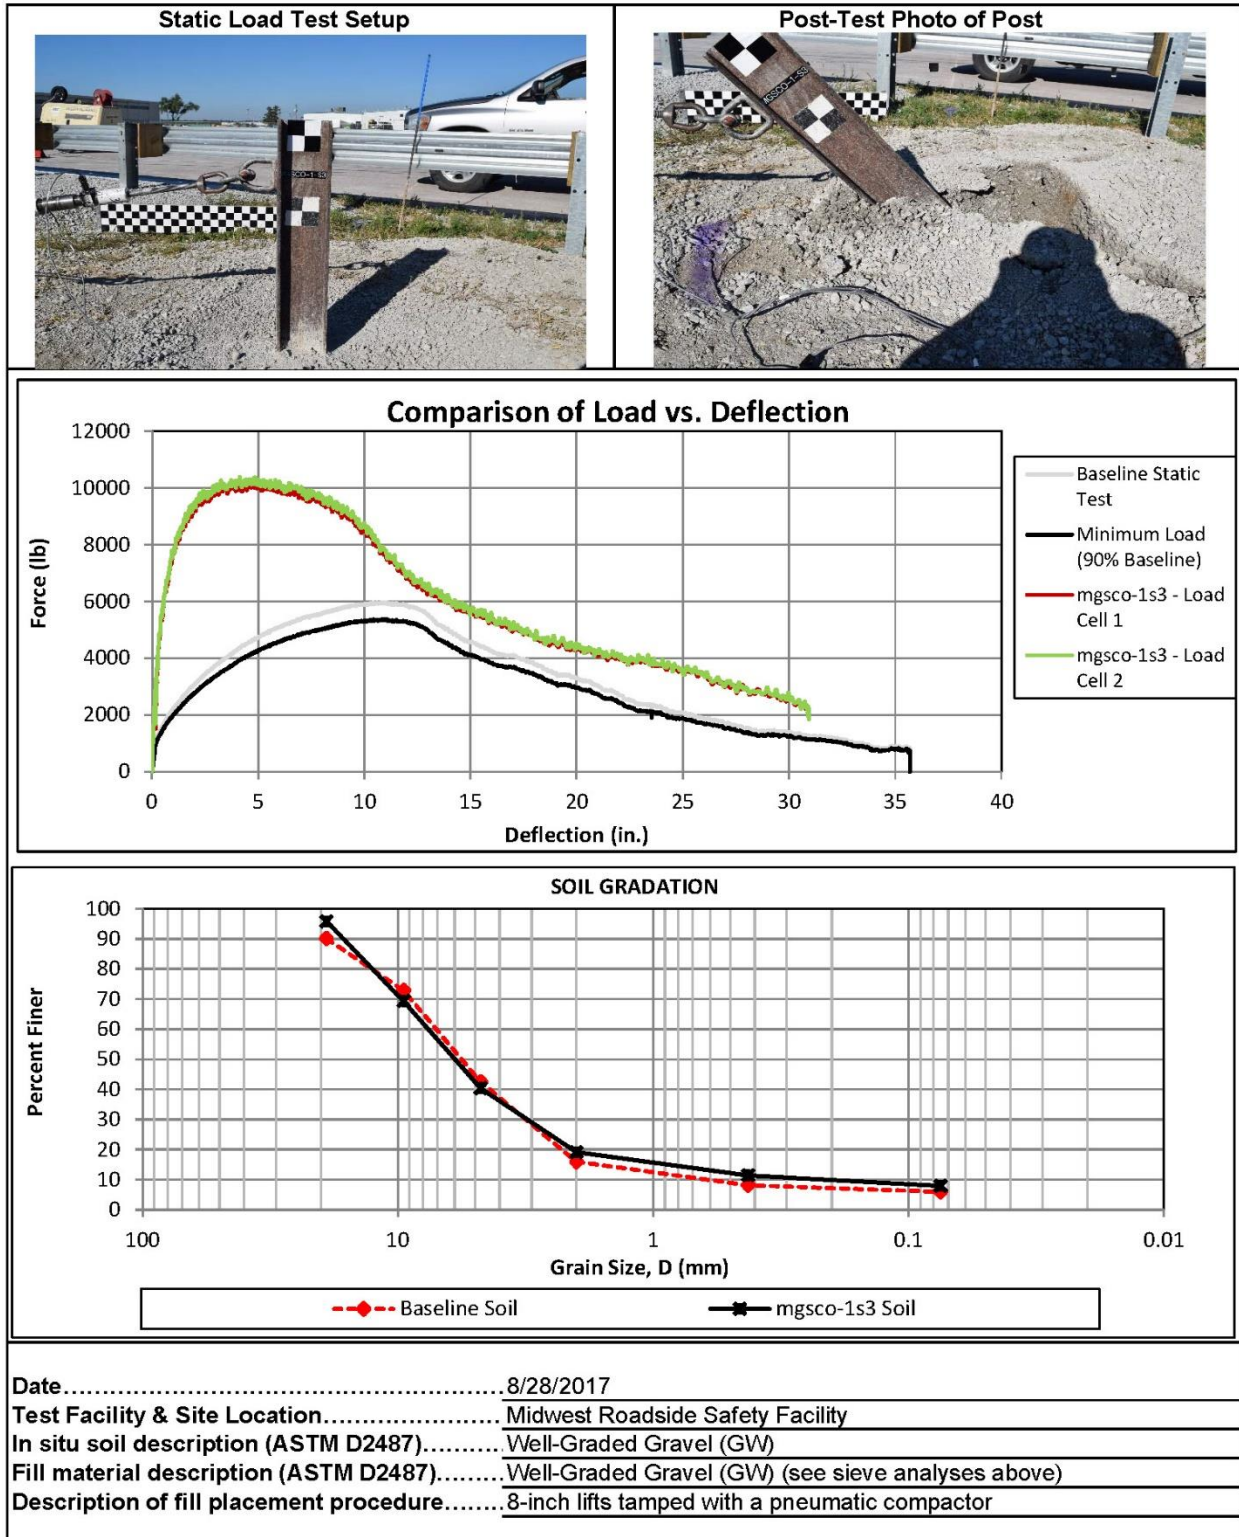 Static Load Test Setup
Post-Test Photo of Post
MGSCO-1-S3
Comparison of Load vs. Deflection
12000
10000
8000
6000
4000
2000
0
Force (lb)
0 5 10 15 20 25 30 35 40
Deflection (in.)
Baseline Static
Test
Minimum Load
(90% Baseline)
mgsco-1s3 - Load
Cell 1
mgsco-1s3 - Load
Cell 2
SOIL GRADATION
100
90
80
70
60
50
40
30
20
10
0
Percent Finer
100 10 1 0.1 0.01
Grain Size, D (mm)
Baseline Soil mgsco-1s3 Soil
Date.................................................. 8/28/2017
Test Facility & Site Location..................... Midwest Roadside Safety Facility
In situ soil description (ASTM D2487).......... Well-Graded Gravel (GW)
Fill material description (ASTM D2487)....... Well-Graded Gravel (GW) (see sieve analyses above)
Description of fill placement procedure....... 8-inch lifts tamped with a pneumatic compactor